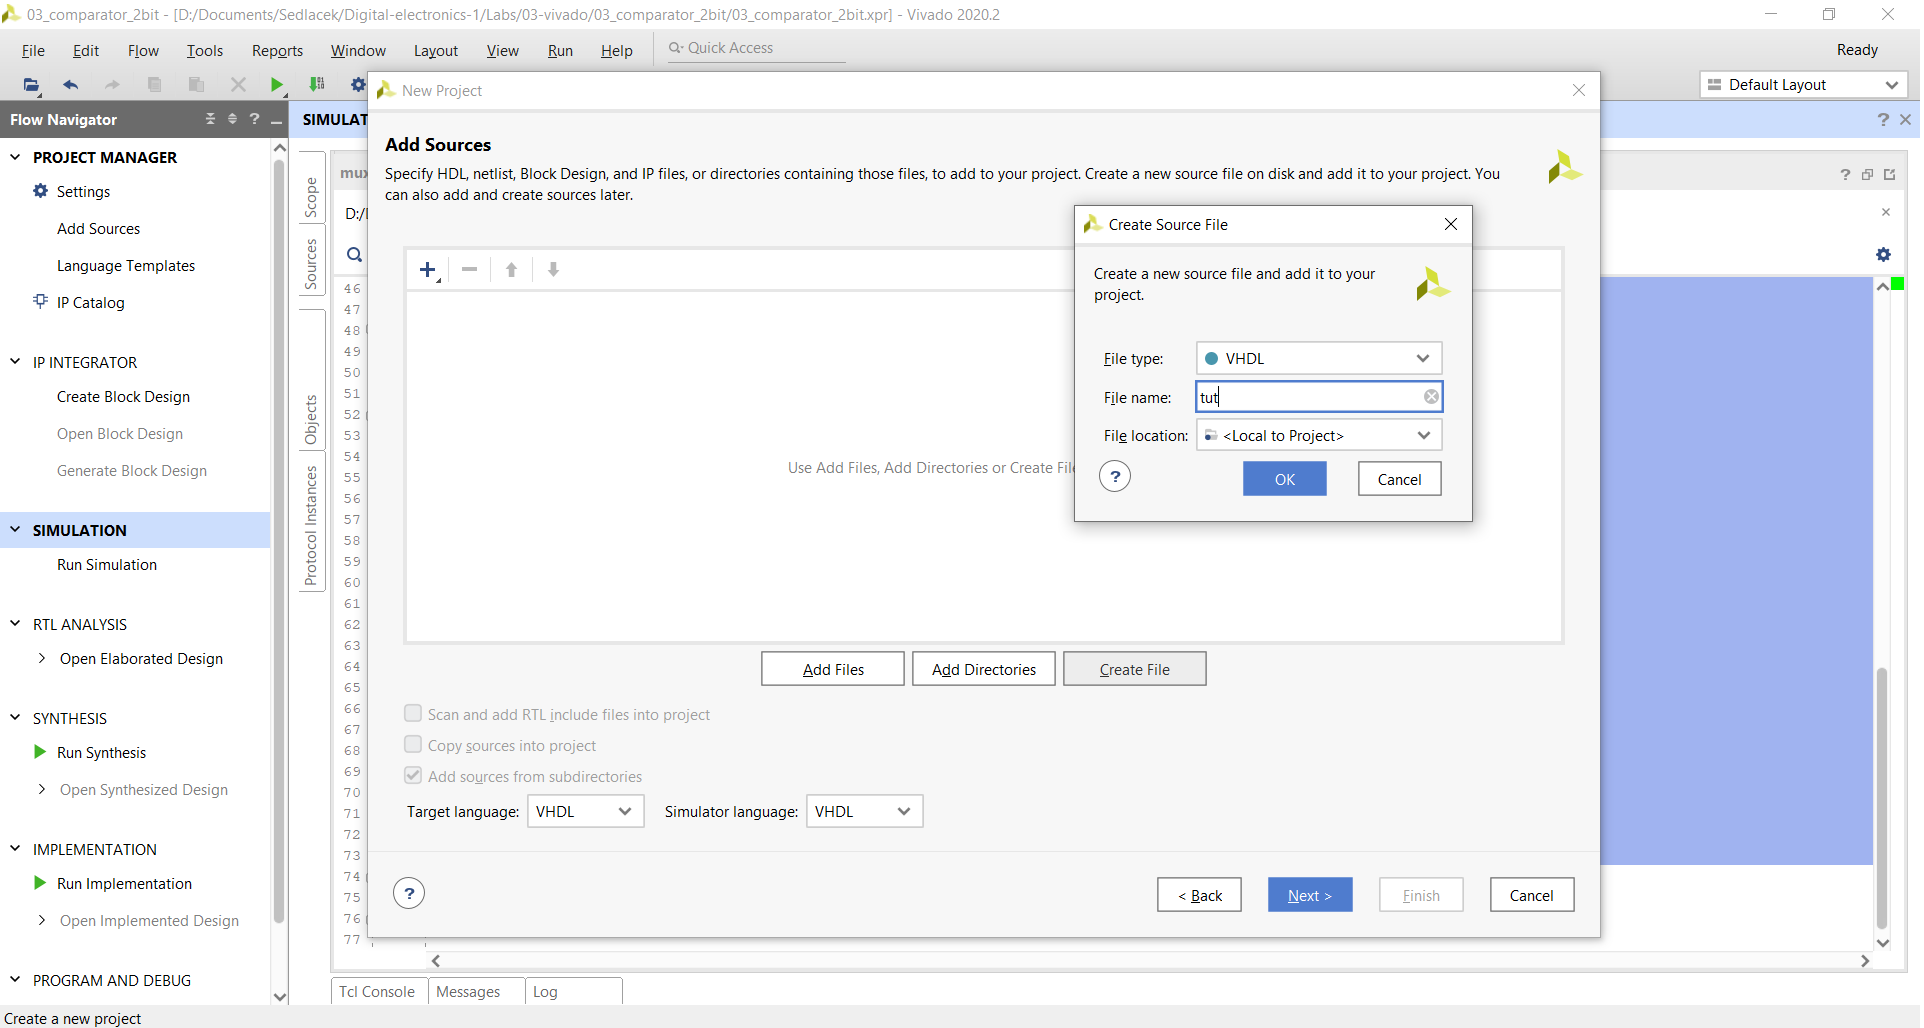 03_comparator_2bit - [D:/Documents/Sedlacek/Digital-electronics-1/Labs/03-vivado/03_comparator_2bit/03_comparator_2bit.xpr] - Vivado 2020.2
File Edit Flow Tools Reports Window Layout View Run Help Quick Access Ready
Default Layout
Flow Navigator
PROJECT MANAGER
Settings
Add Sources
Language Templates
IP Catalog
IP INTEGRATOR
Create Block Design
Open Block Design
Generate Block Design
SIMULATION
Run Simulation
RTL ANALYSIS
Open Elaborated Design
SYNTHESIS
Run Synthesis
Open Synthesized Design
IMPLEMENTATION
Run Implementation
Open Implemented Design
PROGRAM AND DEBUG
SIMULAT
Scope
Sources
Objects
Protocol Instances
mux
D:/
46
47
48
49
50
51
52
53
54
55
56
57
58
59
60
61
62
63
64
65
66
67
68
69
70
71
72
73
74
75
76
77
New Project
Add Sources
Specify HDL, netlist, Block Design, and IP files, or directories containing those files, to add to your project. Create a new source file on disk and add it to your project. You
can also add and create sources later.
Use Add Files, Add Directories or Create File
Add Files Add Directories Create File
Scan and add RTL include files into project
Copy sources into project
Add sources from subdirectories
Target language: VHDL Simulator language: VHDL
? < Back Next > Finish Cancel
Create Source File
Create a new source file and add it to your
project.
File type: VHDL
File name: tut
File location: <Local to Project>
? OK Cancel
Tcl Console Messages Log
Create a new project